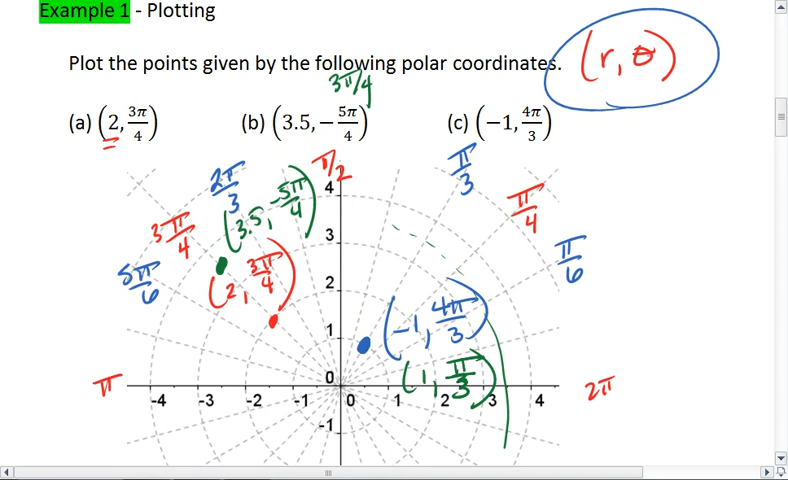 Example 1 - Plotting
Plot the points given by the following polar coordinates.
(r, θ)
3π/4
(a) (2, 3π/4) (b) (3.5, −5π/4) (c) (−1, 4π/3)
π/2
π/3
2π/3
π/4
3π/4
(3.5, -5π/4)
π/6
5π/6
(2, 3π/4)
4
3
2
1
0
-1
(-1, 4π/3)
(1, π/3)
π
2π
-4 -3 -2 -1 0 1 2 3 4